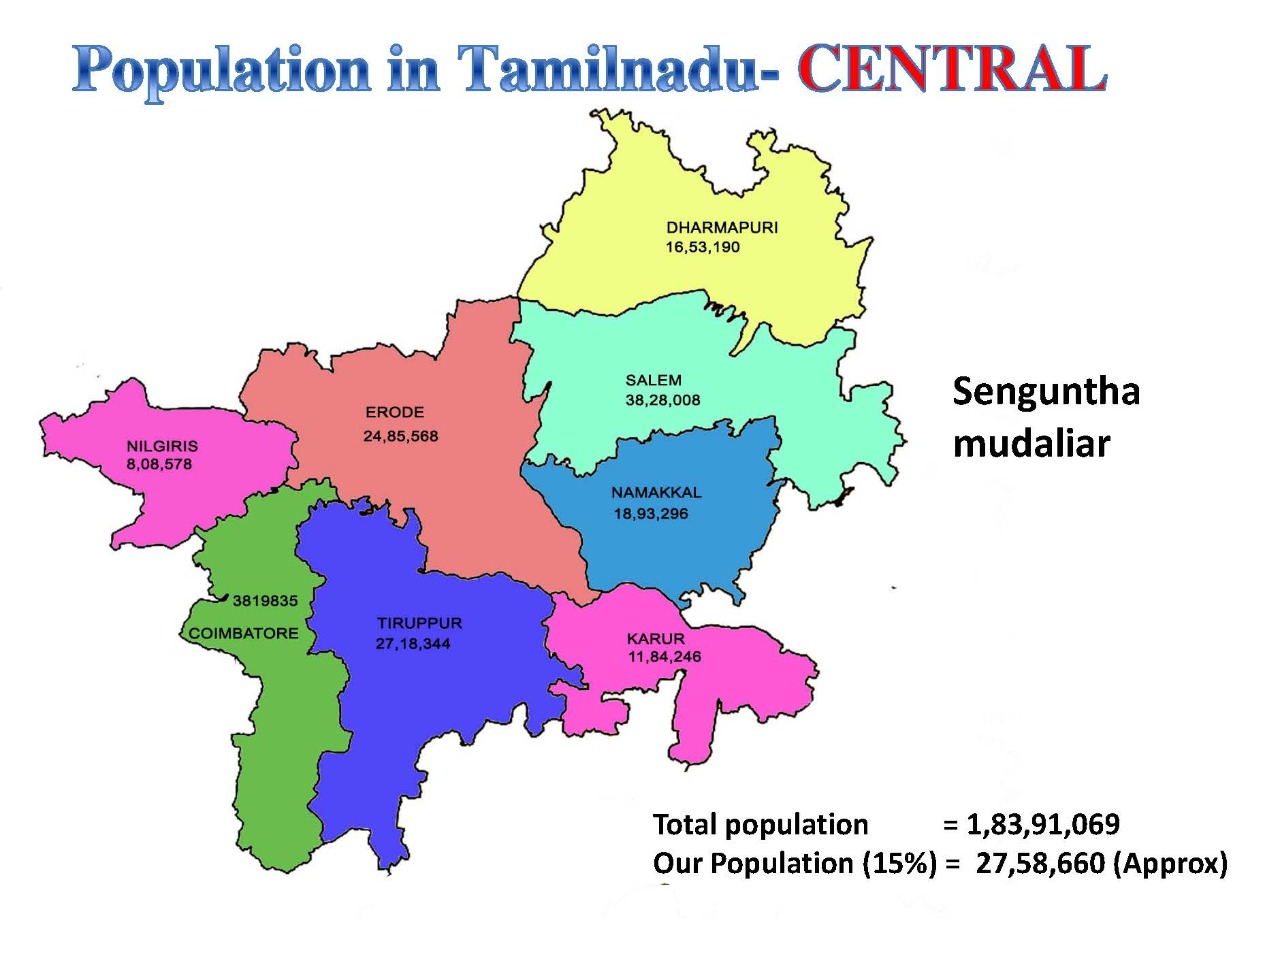 Population in Tamilnadu- CENTRAL
DHARMAPURI
16,53,190
SALEM
38,28,008
ERODE
24,85,568
NILGIRIS
8,08,578
NAMAKKAL
18,93,296
3819835
COIMBATORE
TIRUPPUR
27,18,344
KARUR
11,84,246
Senguntha
mudaliar
Total population = 1,83,91,069
Our Population (15%) = 27,58,660 (Approx)